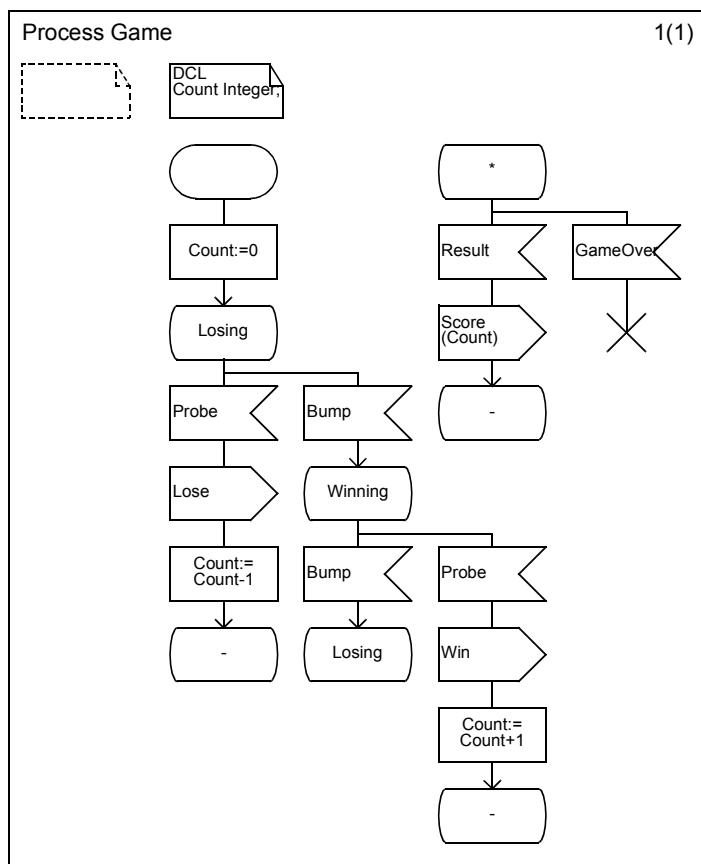 Process Game
1(1)
DCL
Count Integer;
*
Count:=0
Result
GameOver
Losing
Score
(Count)
Probe
Bump
-
Lose
Winning
Count:=
Count-1
Bump
Probe
-
Losing
Win
Count:=
Count+1
-